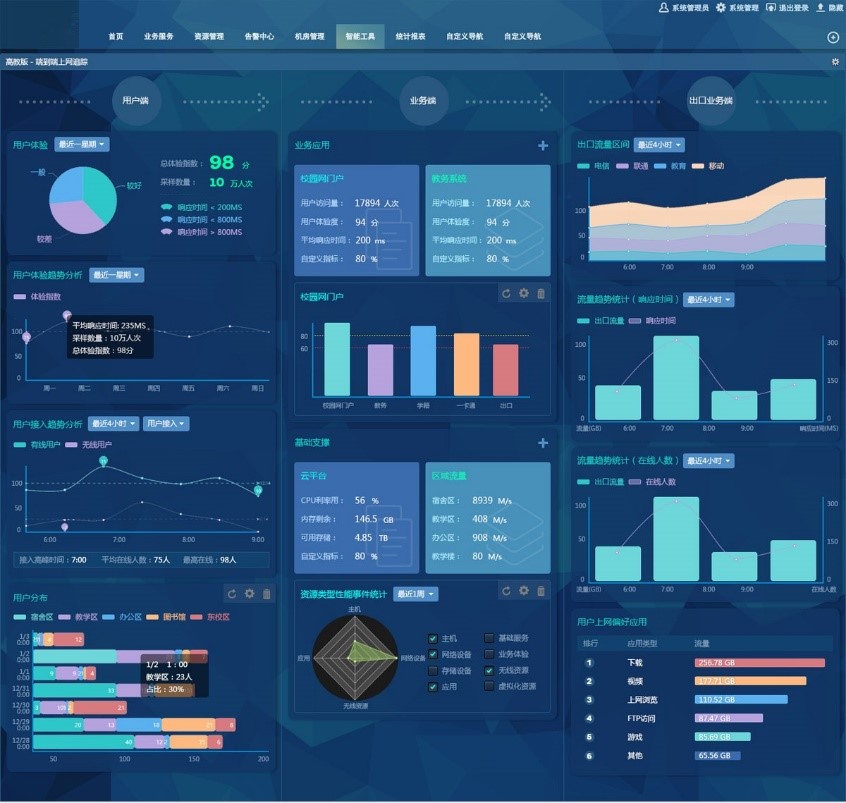 系统管理员 系统管理 退出登录 隐藏
首页 业务服务 资源管理 告警中心 机房管理 智能工具 统计报表 自定义导航 自定义导航
高教版 - 端到端上网追踪
用户端
用户体验 最近一星期
一般
较好
较差
总体验指数： 98 分
采样数量： 10 万人次
响应时间 < 200MS
响应时间 < 800MS
响应时间 > 800MS
用户体验趋势分析 最近一星期
体验指数
100
50
0
平均响应时间: 235MS
采样数量：10万人次
总体验指数：98分
周一 周二 周三 周四 周五 周六 周日
用户接入趋势分析 最近4小时 用户接入
有线用户 无线用户
100
50
0
6:00 7:00 8:00 9:00
接入高峰时间：7:00 平均在线人数：75人 最高在线：98人
用户分布
宿舍区 教学区 办公区 图书馆 东校区
1/3 0:00
1/2 0:00
1/1 0:00
12/31 0:00
12/30 0:00
12/29 0:00
12/28 0:00
1/2 1：00
教学区：23人
占比：30%
50 100 150 200
业务端
业务应用
校园网门户
用户访问量： 17894 人次
用户体验度： 94 分
平均响应时间： 200 ms
自定义指标： 80 %
教务系统
用户访问量： 17894 人次
用户体验度： 94 分
平均响应时间： 200 ms
自定义指标： 80 %
校园网门户
80
60
校园网门户 教务 学籍 一卡通 出口
基础支撑
云平台
CPU利率用： 56 %
内存剩余： 146.5 GB
可用存储： 4.85 TB
自定义指标： 80 %
区域流量
宿舍区： 8939 M/s
教学区： 408 M/s
办公区： 908 M/s
教学楼： 80 M/s
资源类型性能事件统计 最近1周
主机
应用
网络设备
无线资源
主机 基础服务
网络设备 业务体验
存储设备 无线资源
应用 虚拟化资源
出口业务端
出口流量区间 最近4小时
电信 联通 教育 移动
100
50
0
6:00 7:00 8:00 9:00
流量趋势统计（响应时间） 最近4小时
出口流量 响应时间
100 300
50 150
0 0
流量(GB) 响应时间(MS)
流量趋势统计（在线人数） 最近4小时
出口流量 在线人数
100 300
50 150
0 0
流量(GB) 在线人数
用户上网偏好应用
排行 应用类型 流量
1 下载 256.78 GB
2 视频 177.71 GB
3 上网浏览 110.52 GB
4 FTP访问 87.47 GB
5 游戏 85.69 GB
6 其他 65.56 GB